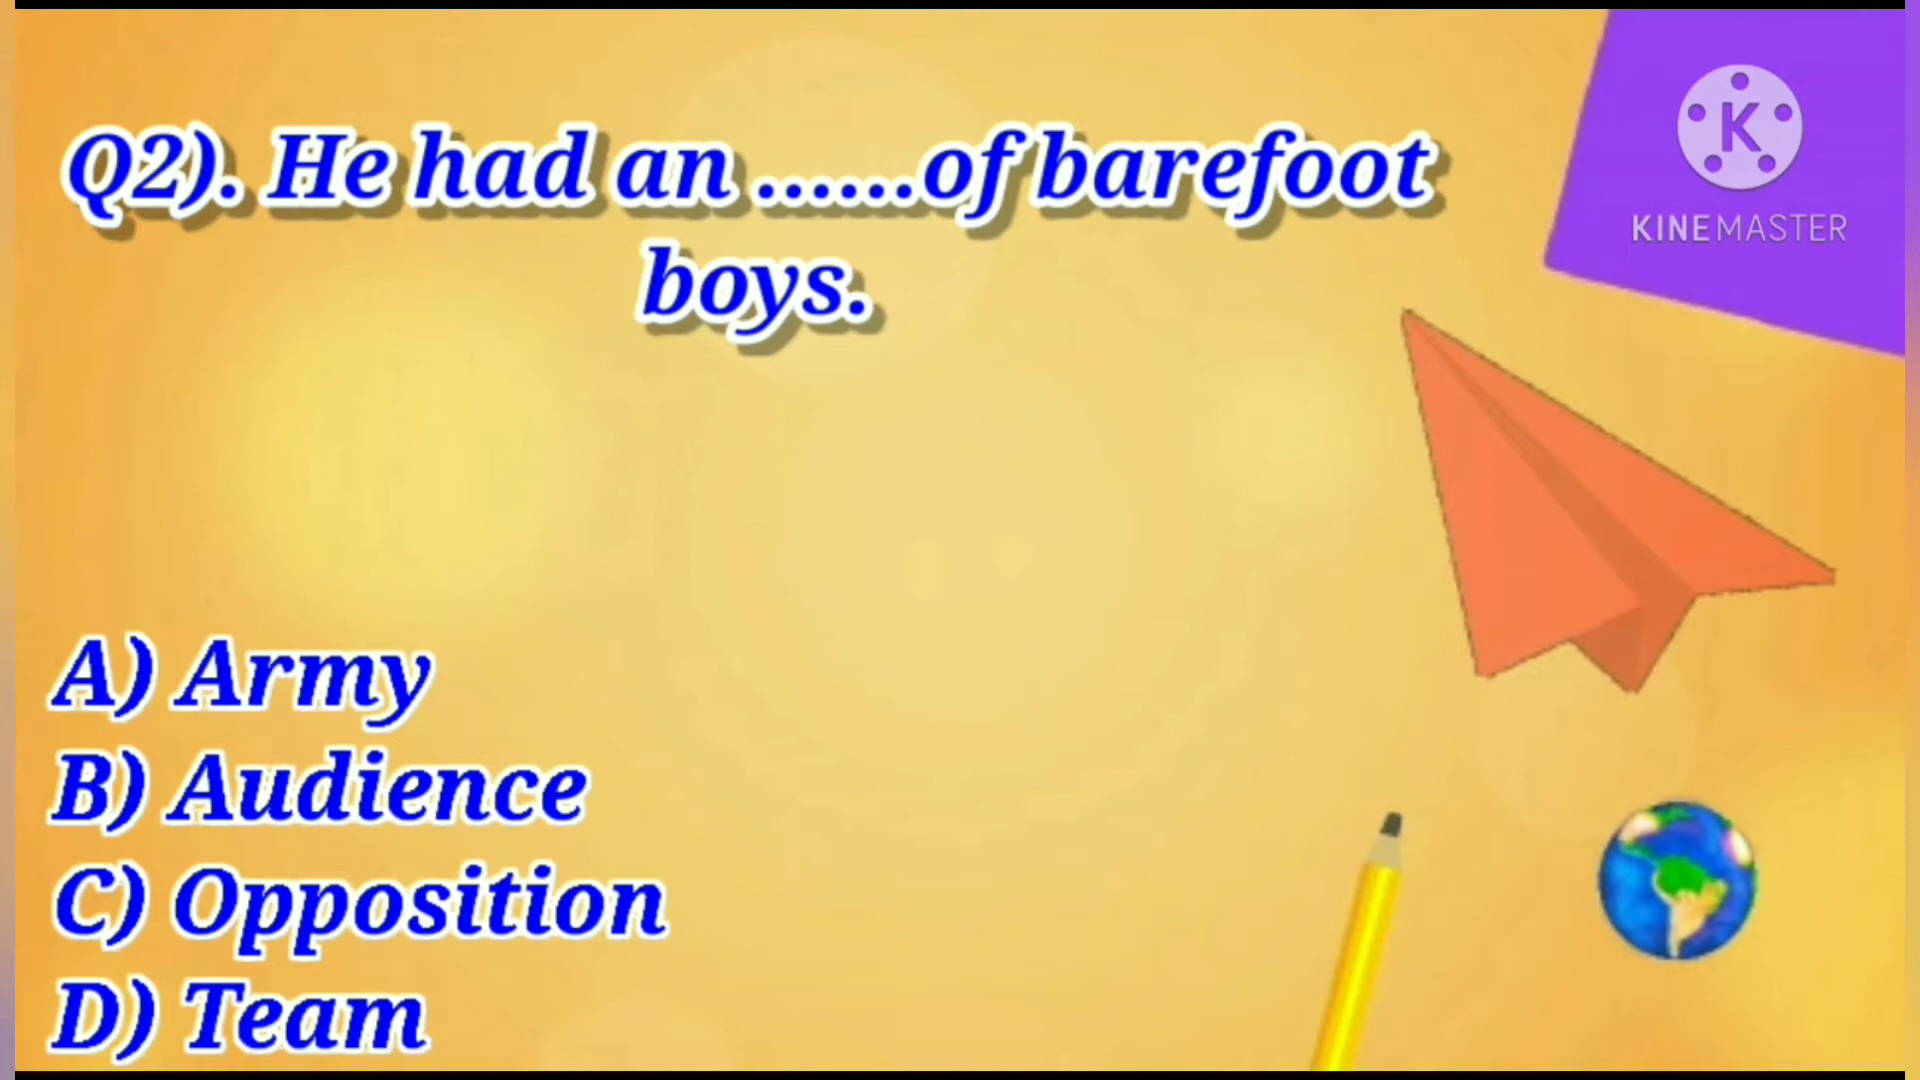 Q2). He had an ......of barefoot
boys.
K
KINEMASTER
A) Army
B) Audience
C) Opposition
D) Team